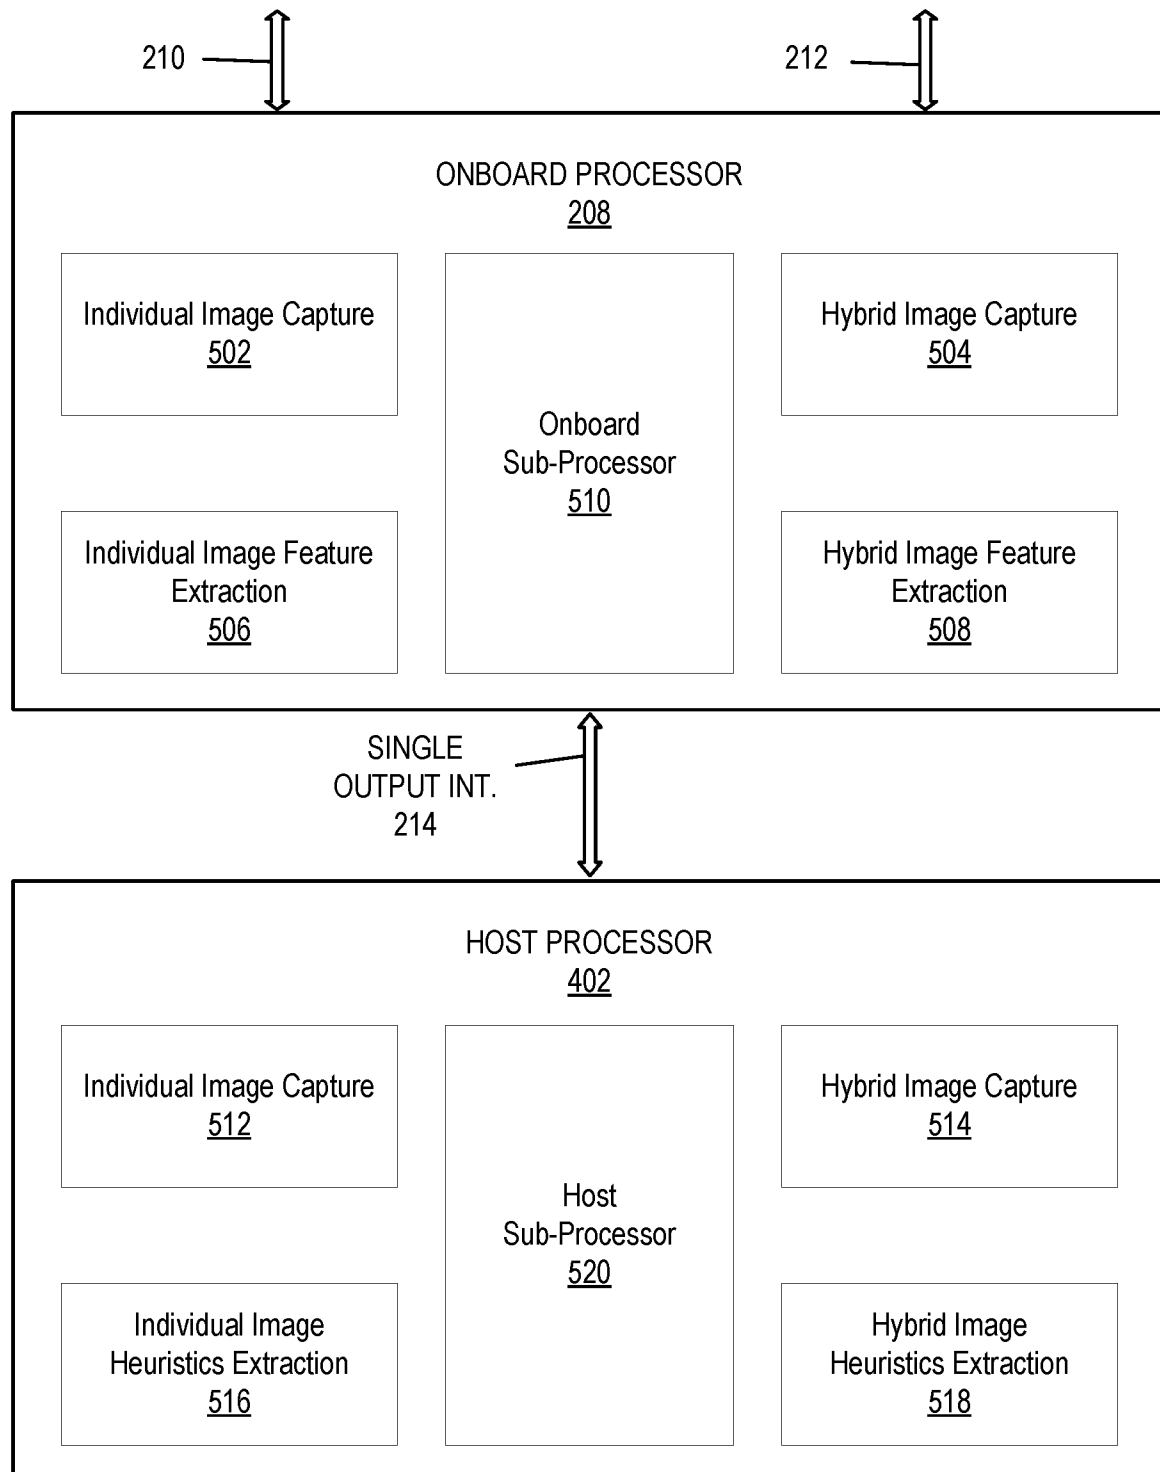 210
212
ONBOARD PROCESSOR
208
Individual Image Capture
502
Onboard
Sub-Processor
510
Hybrid Image Capture
504
Individual Image Feature
Extraction
506
Hybrid Image Feature
Extraction
508
SINGLE
OUTPUT INT.
214
HOST PROCESSOR
402
Individual Image Capture
512
Host
Sub-Processor
520
Hybrid Image Capture
514
Individual Image
Heuristics Extraction
516
Hybrid Image
Heuristics Extraction
518